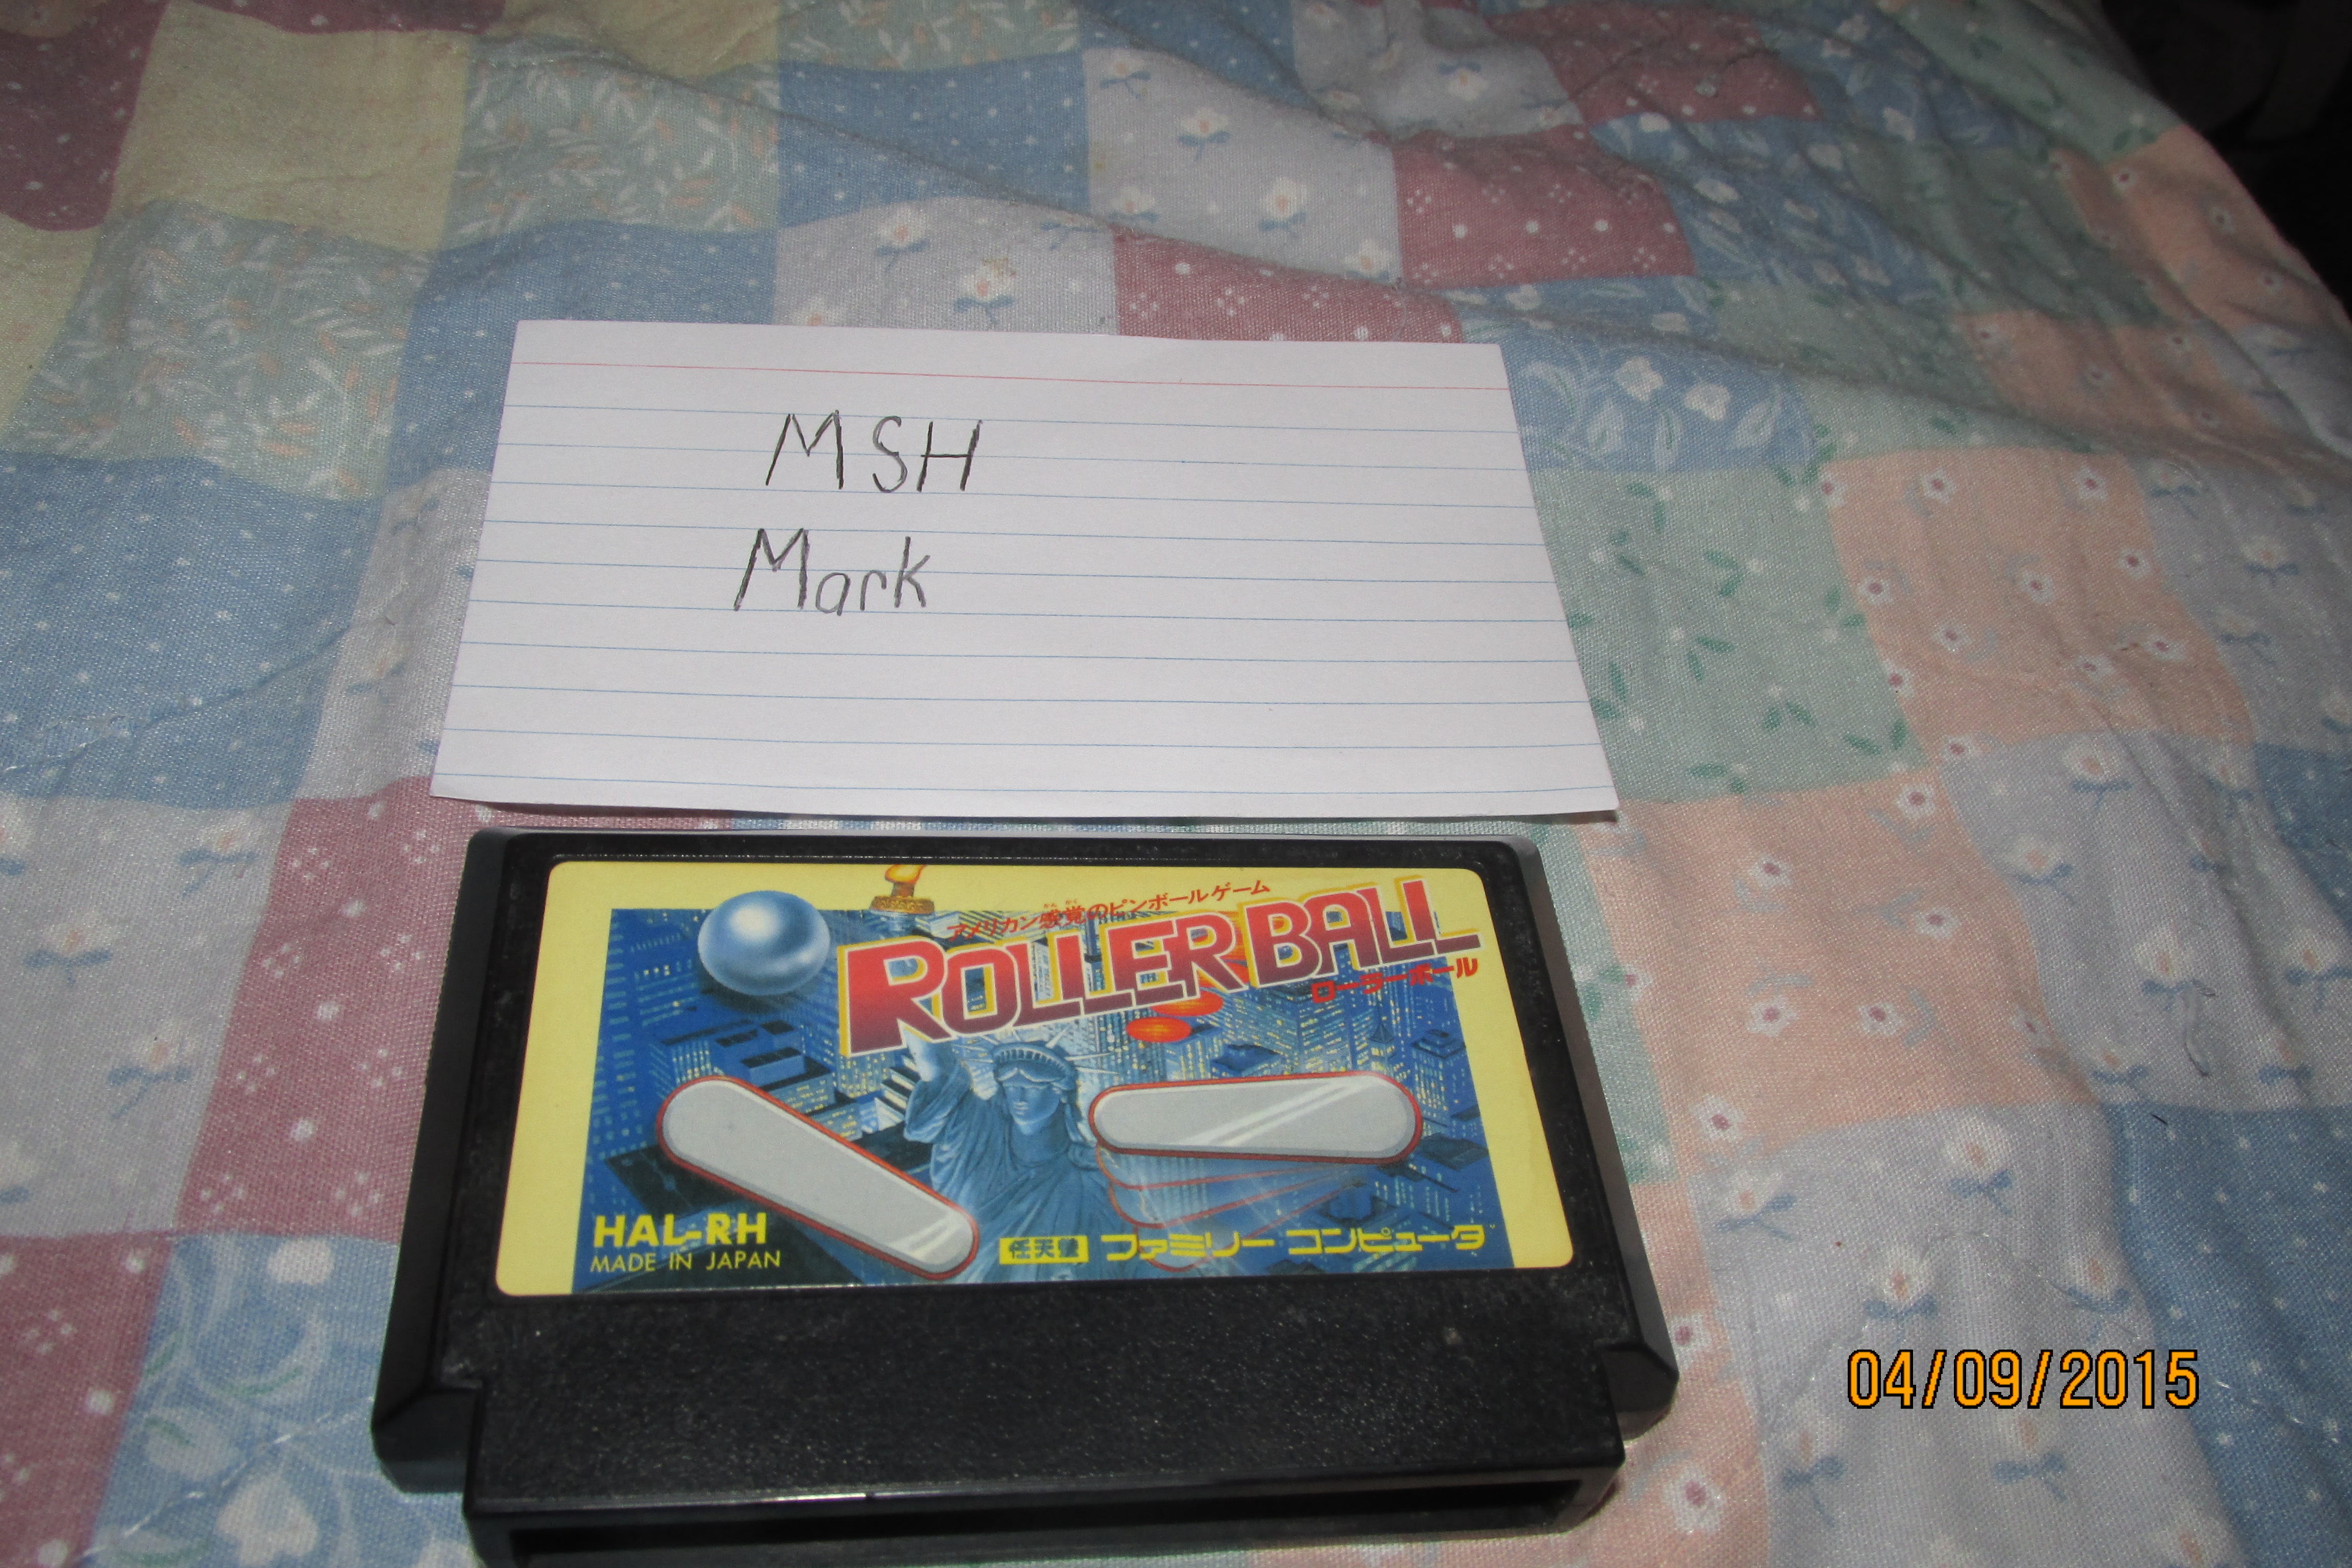 MSH
Mark
アメリカン感覚のピンボールゲーム
ROLLERBALL
ローラーボール
HAL-RH
MADE IN JAPAN
任天堂 ファミリー コンピュータ
04/09/2015